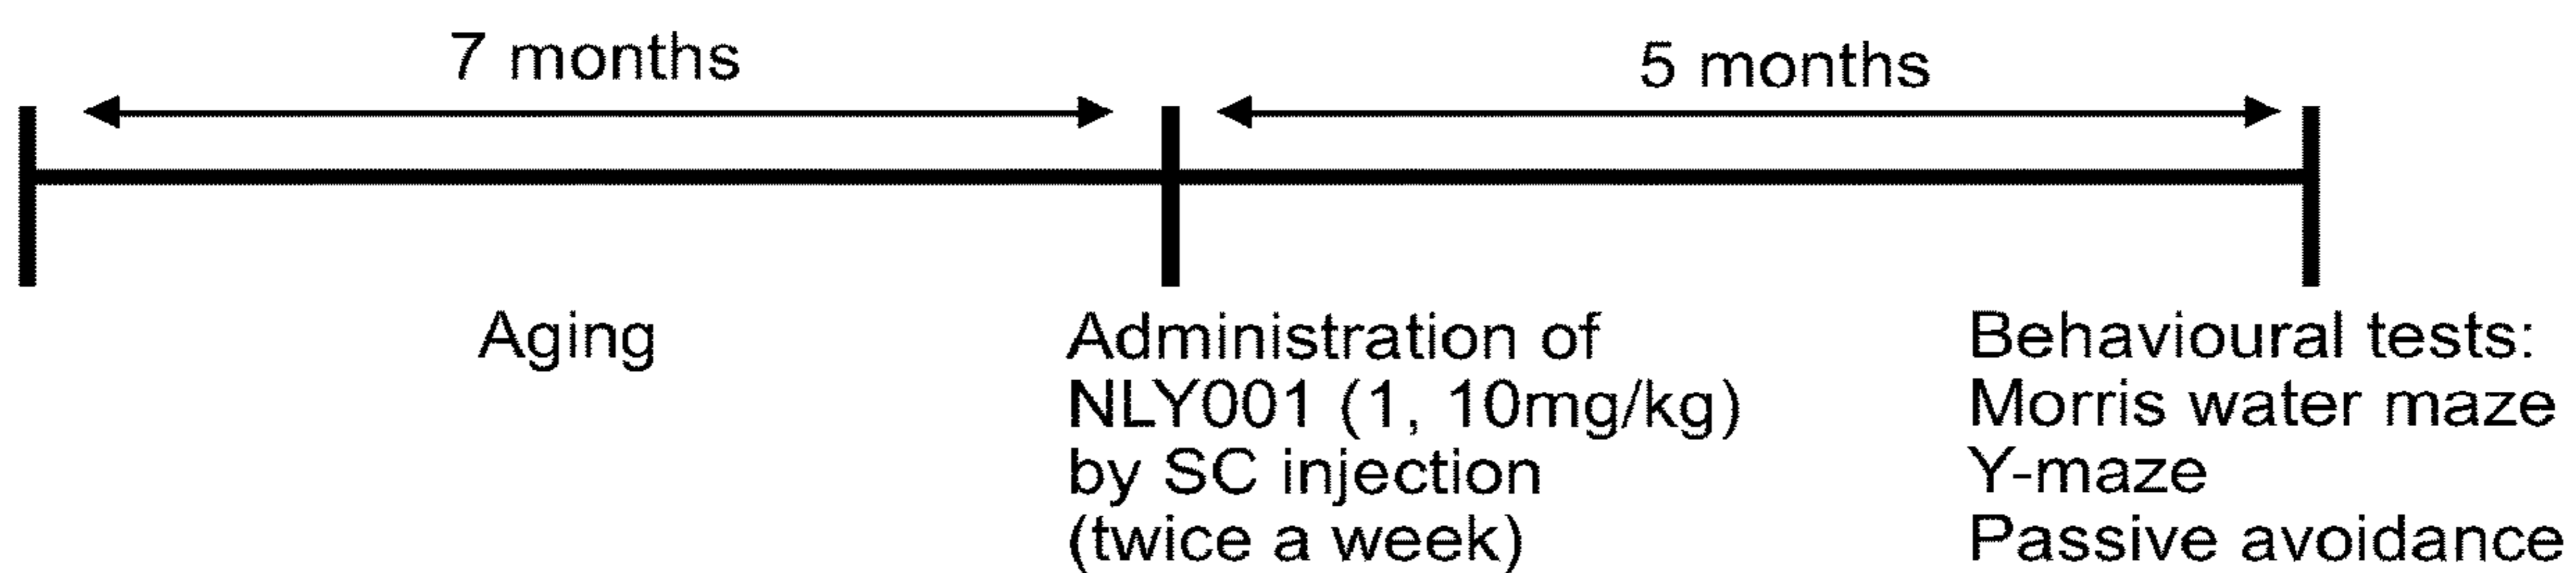 7 months
5 months
Aging
Administration of
NLY001 (1, 10mg/kg)
by SC injection
(twice a week)
Behavioural tests:
Morris water maze
Y-maze
Passive avoidance